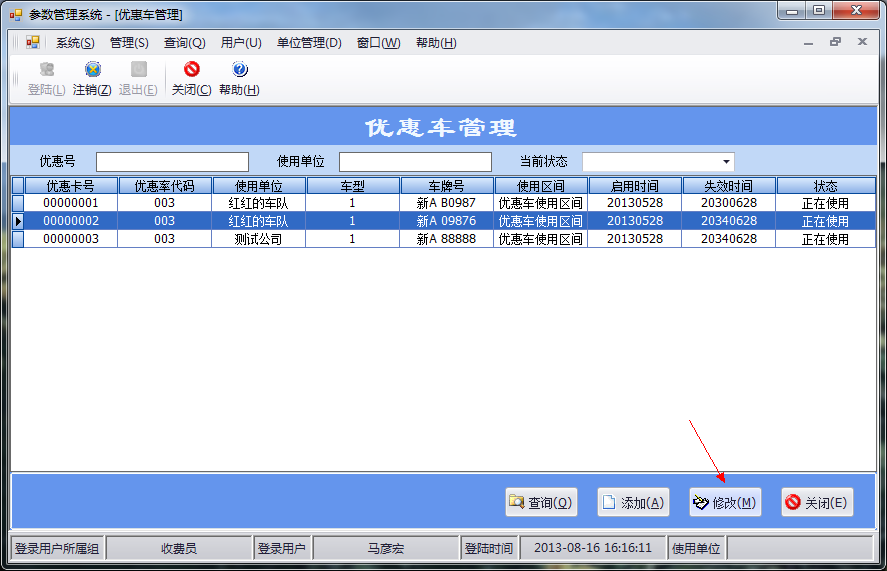 参数管理系统 - [优惠车管理]
系统(S) 管理(S) 查询(Q) 用户(U) 单位管理(D) 窗口(W) 帮助(H)
登陆(L) 注销(Z) 退出(E) 关闭(C) 帮助(H)
优惠车管理
优惠号 使用单位 当前状态
优惠卡号 优惠率代码 使用单位 车型 车牌号 使用区间 启用时间 失效时间 状态
00000001 003 红红的车队 1 新A B0987 优惠车使用区间 20130528 20300628 正在使用
00000002 003 红红的车队 1 新A 09876 优惠车使用区间 20130528 20340628 正在使用
00000003 003 测试公司 1 新A 88888 优惠车使用区间 20130528 20340628 正在使用
查询(Q) 添加(A) 修改(M) 关闭(E)
登录用户所属组 收费员 登录用户 马彦宏 登陆时间 2013-08-16 16:16:11 使用单位